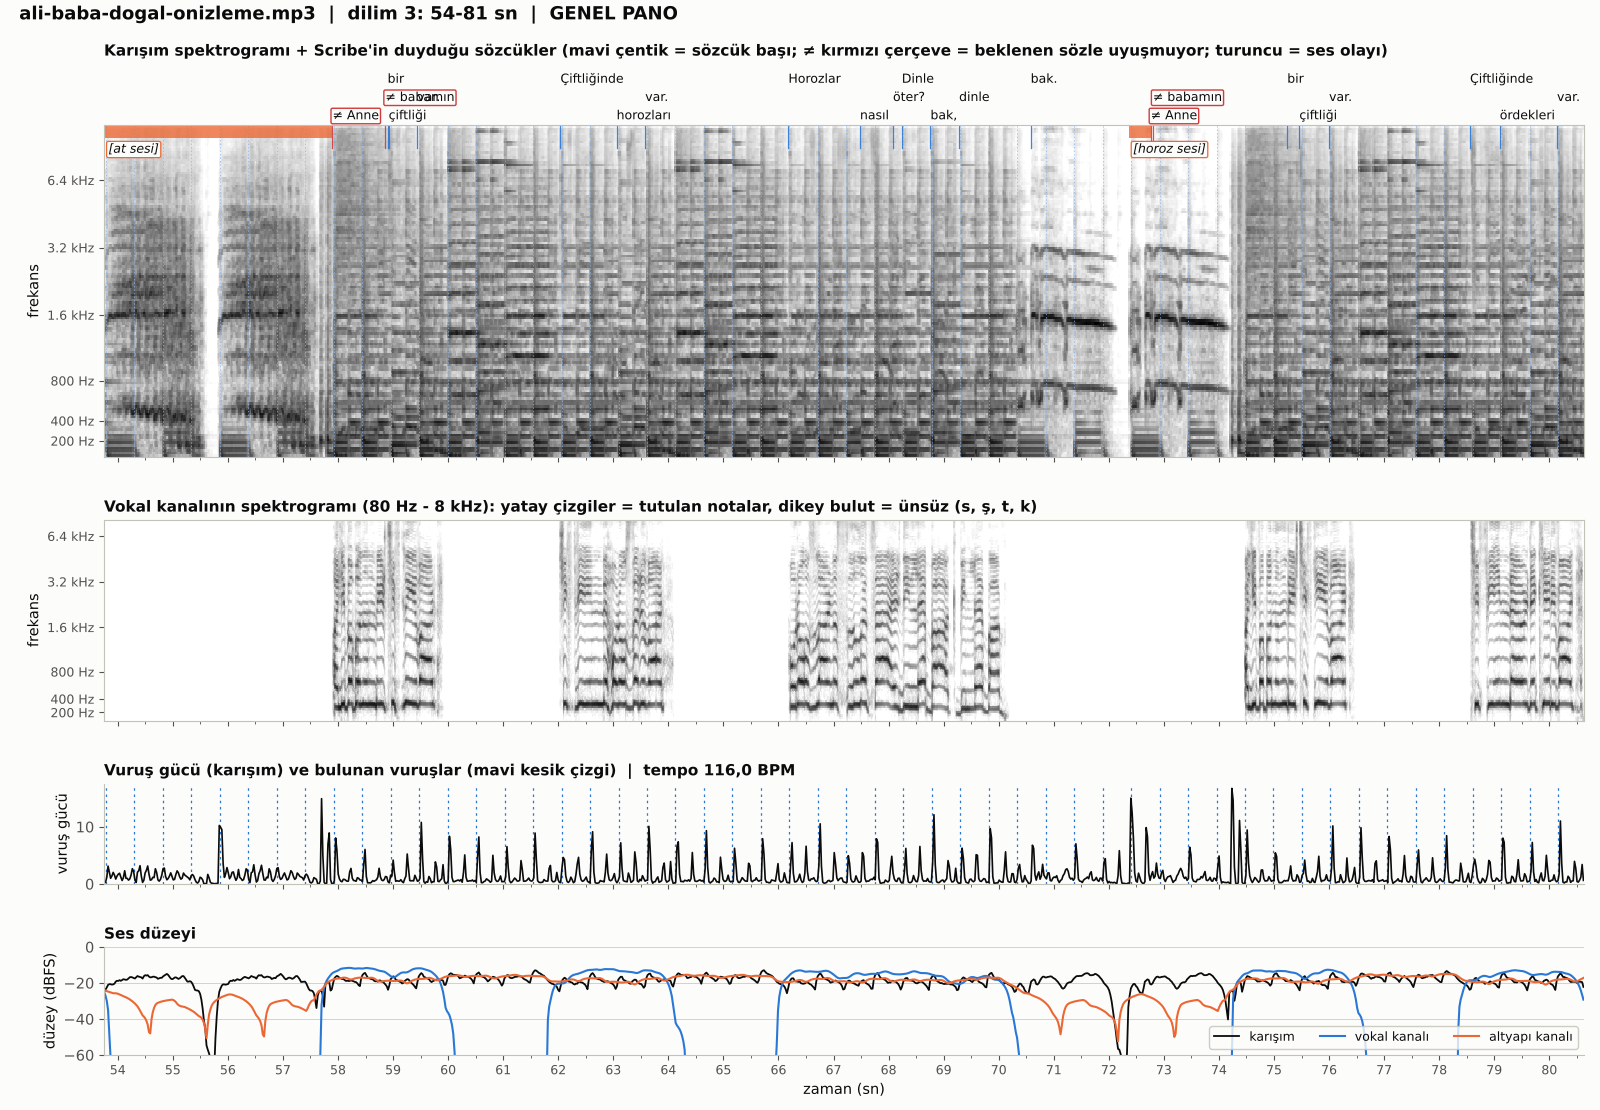 ali-baba-dogal-onizleme.mp3 | dilim 3: 54-81 sn | GENEL PANO
Karışım spektrogramı + Scribe'in duyduğu sözcükler (mavi çentik = sözcük başı; ≠ kırmızı çerçeve = beklenen sözle uyuşmuyor; turuncu = ses olayı)
bir Çiftliğinde Horozlar Dinle bak. bir Çiftliğinde
≠ babamın var. var. öter? dinle ≠ babamın var. var.
≠ Anne çiftliği horozları nasıl bak, ≠ Anne çiftliği ördekleri
[at sesi] [horoz sesi]
frekans
6.4 kHz
3.2 kHz
1.6 kHz
800 Hz
400 Hz
200 Hz
Vokal kanalının spektrogramı (80 Hz - 8 kHz): yatay çizgiler = tutulan notalar, dikey bulut = ünsüz (s, ş, t, k)
frekans
6.4 kHz
3.2 kHz
1.6 kHz
800 Hz
400 Hz
200 Hz
Vuruş gücü (karışım) ve bulunan vuruşlar (mavi kesik çizgi) | tempo 116,0 BPM
vuruş gücü
10
0
Ses düzeyi
düzey (dBFS)
0
−20
−40
−60
karışım vokal kanalı altyapı kanalı
54 55 56 57 58 59 60 61 62 63 64 65 66 67 68 69 70 71 72 73 74 75 76 77 78 79 80
zaman (sn)